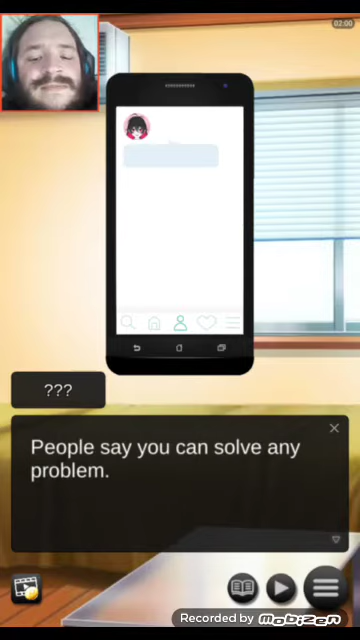 02:00
???
People say you can solve any
problem.
Recorded by Mobizen